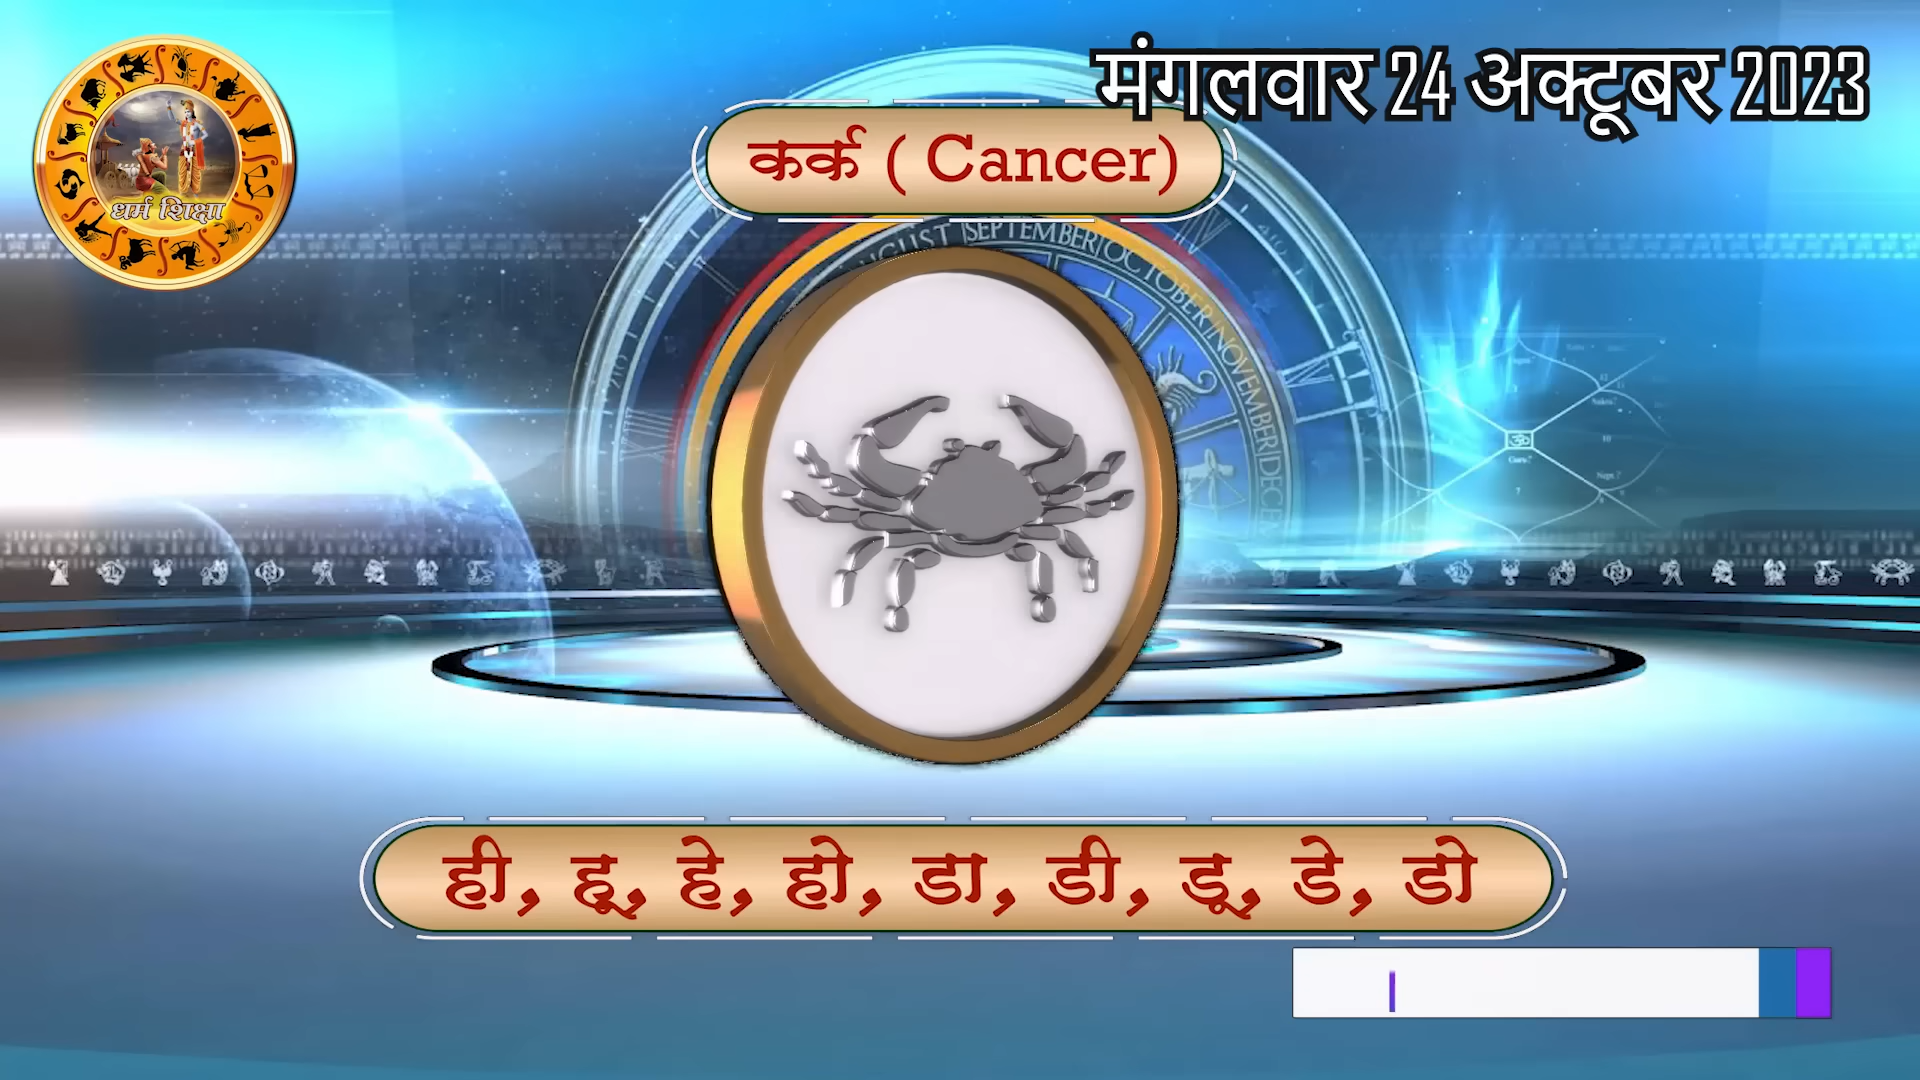 मंगलवार 24 अक्टूबर 2023
कर्क ( Cancer)
धर्म शिक्षा
SEPTEMBER OCTOBER NOVEMBER
ही, हू, हे, हो, डा, डी, डू, डे, डो